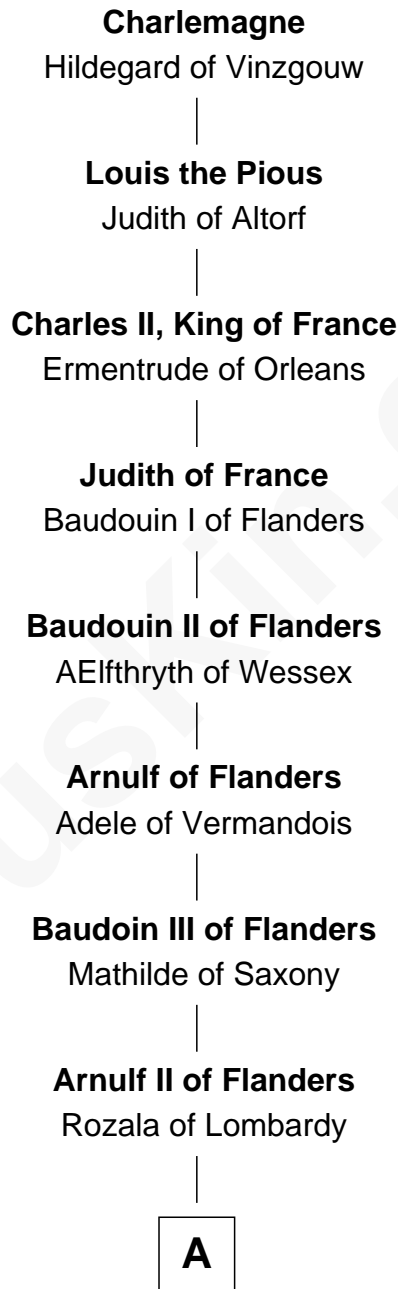 Charlemagne
Hildegard of Vinzgouw
Louis the Pious
Judith of Altorf
Charles II, King of France
Ermentrude of Orleans
Judith of France
Baudouin I of Flanders
Baudouin II of Flanders
AElfthryth of Wessex
Arnulf of Flanders
Adele of Vermandois
Baudoin III of Flanders
Mathilde of Saxony
Arnulf II of Flanders
Rozala of Lombardy
A